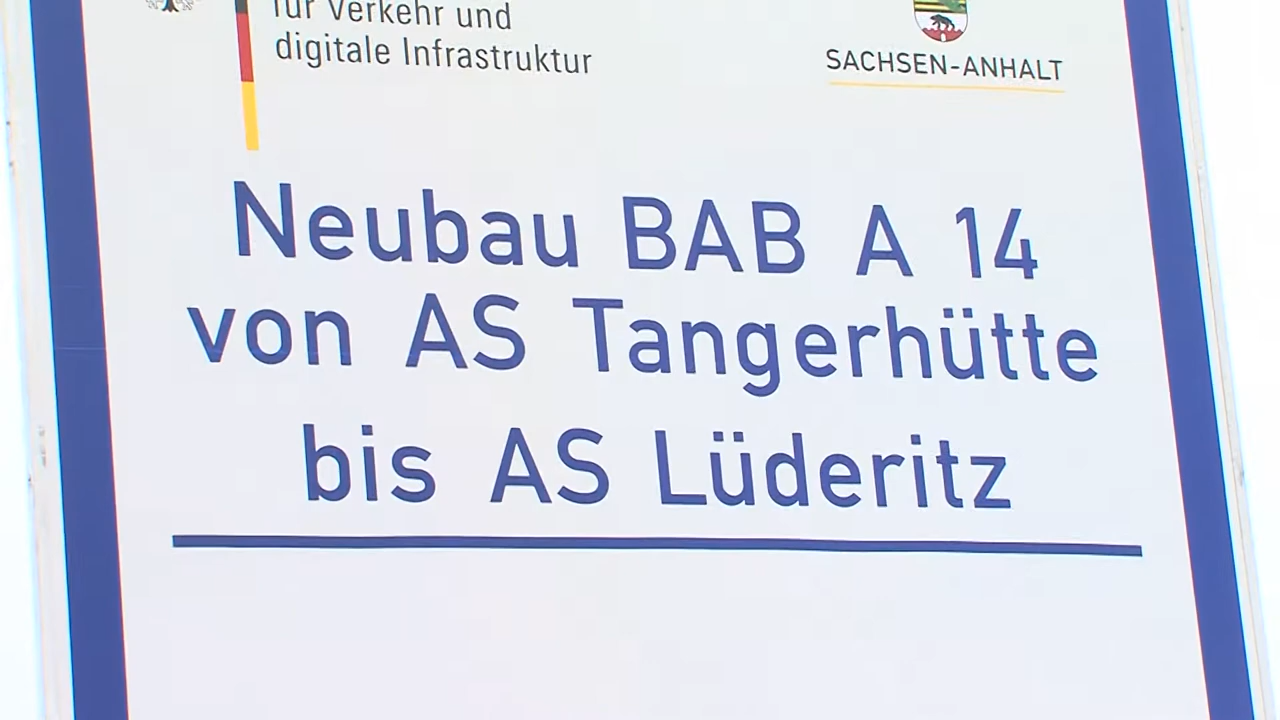 für Verkehr und
digitale Infrastruktur
SACHSEN-ANHALT
Neubau BAB A 14
von AS Tangerhütte
bis AS Lüderitz